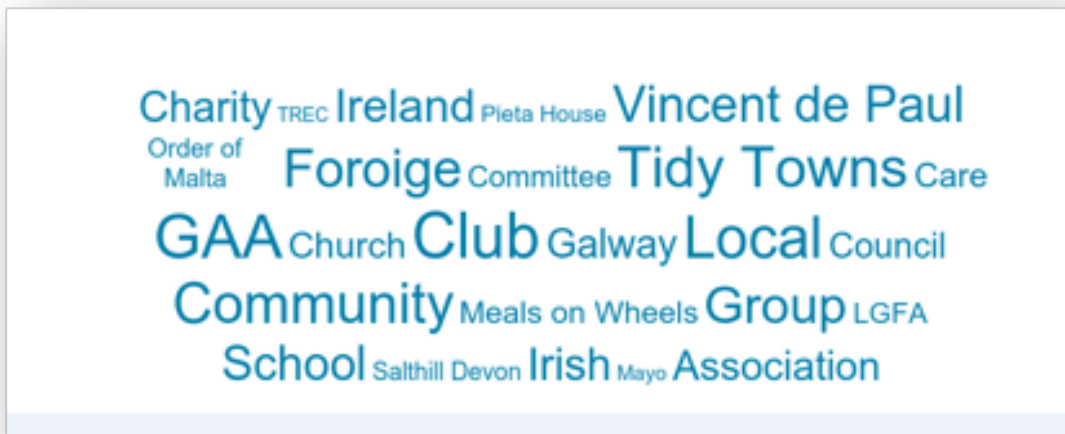 Charity TREC Ireland Pieta House Vincent de Paul
Order of Malta Foroige Committee Tidy Towns Care
GAA Church Club Galway Local Council
Community Meals on Wheels Group LGFA
School Salthill Devon Irish Mayo Association